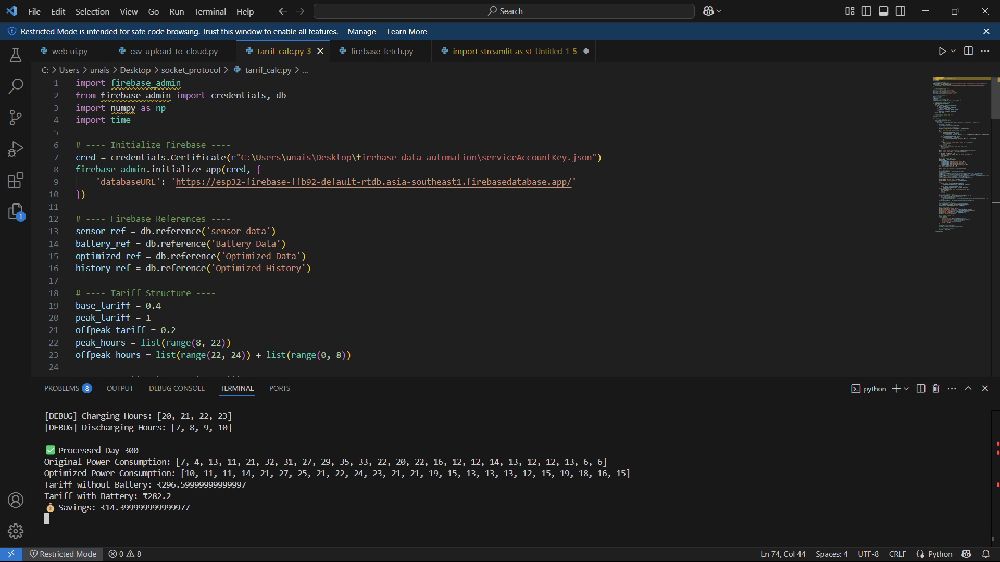 File Edit Selection View Go Run Terminal Help
Search
Restricted Mode is intended for safe code browsing. Trust this window to enable all features. Manage Learn More
web ui.py csv_upload_to_cloud.py tarrif_calc.py 3 firebase_fetch.py import streamlit as st Untitled-1 5
C: > Users > unais > Desktop > socket_protocol > tarrif_calc.py > ...
1 import firebase_admin
2 from firebase_admin import credentials, db
3 import numpy as np
4 import time
5
6 # ---- Initialize Firebase ----
7 cred = credentials.Certificate(r"C:\Users\unais\Desktop\firebase_data_automation\serviceAccountKey.json")
8 firebase_admin.initialize_app(cred, {
9     'databaseURL': 'https://esp32-firebase-ffb92-default-rtdb.asia-southeast1.firebasedatabase.app/'
10 })
11
12 # ---- Firebase References ----
13 sensor_ref = db.reference('sensor_data')
14 battery_ref = db.reference('Battery Data')
15 optimized_ref = db.reference('Optimized Data')
16 history_ref = db.reference('Optimized History')
17
18 # ---- Tariff Structure ----
19 base_tariff = 0.4
20 peak_tariff = 1
21 offpeak_tariff = 0.2
22 peak_hours = list(range(8, 22))
23 offpeak_hours = list(range(22, 24)) + list(range(0, 8))
24
PROBLEMS 8 OUTPUT DEBUG CONSOLE TERMINAL PORTS
python
[DEBUG] Charging Hours: [20, 21, 22, 23]
[DEBUG] Discharging Hours: [7, 8, 9, 10]
✅ Processed Day_300
Original Power Consumption: [7, 4, 13, 11, 21, 32, 31, 27, 29, 35, 33, 22, 20, 22, 16, 12, 12, 14, 13, 12, 12, 13, 6, 6]
Optimized Power Consumption: [10, 11, 11, 14, 21, 27, 25, 21, 22, 24, 23, 21, 21, 19, 15, 13, 13, 13, 12, 15, 19, 18, 16, 15]
Tariff without Battery: ₹296.59999999999997
Tariff with Battery: ₹282.2
💰 Savings: ₹14.399999999999977
1
Restricted Mode 0 8 Ln 74, Col 44 Spaces: 4 UTF-8 CRLF Python